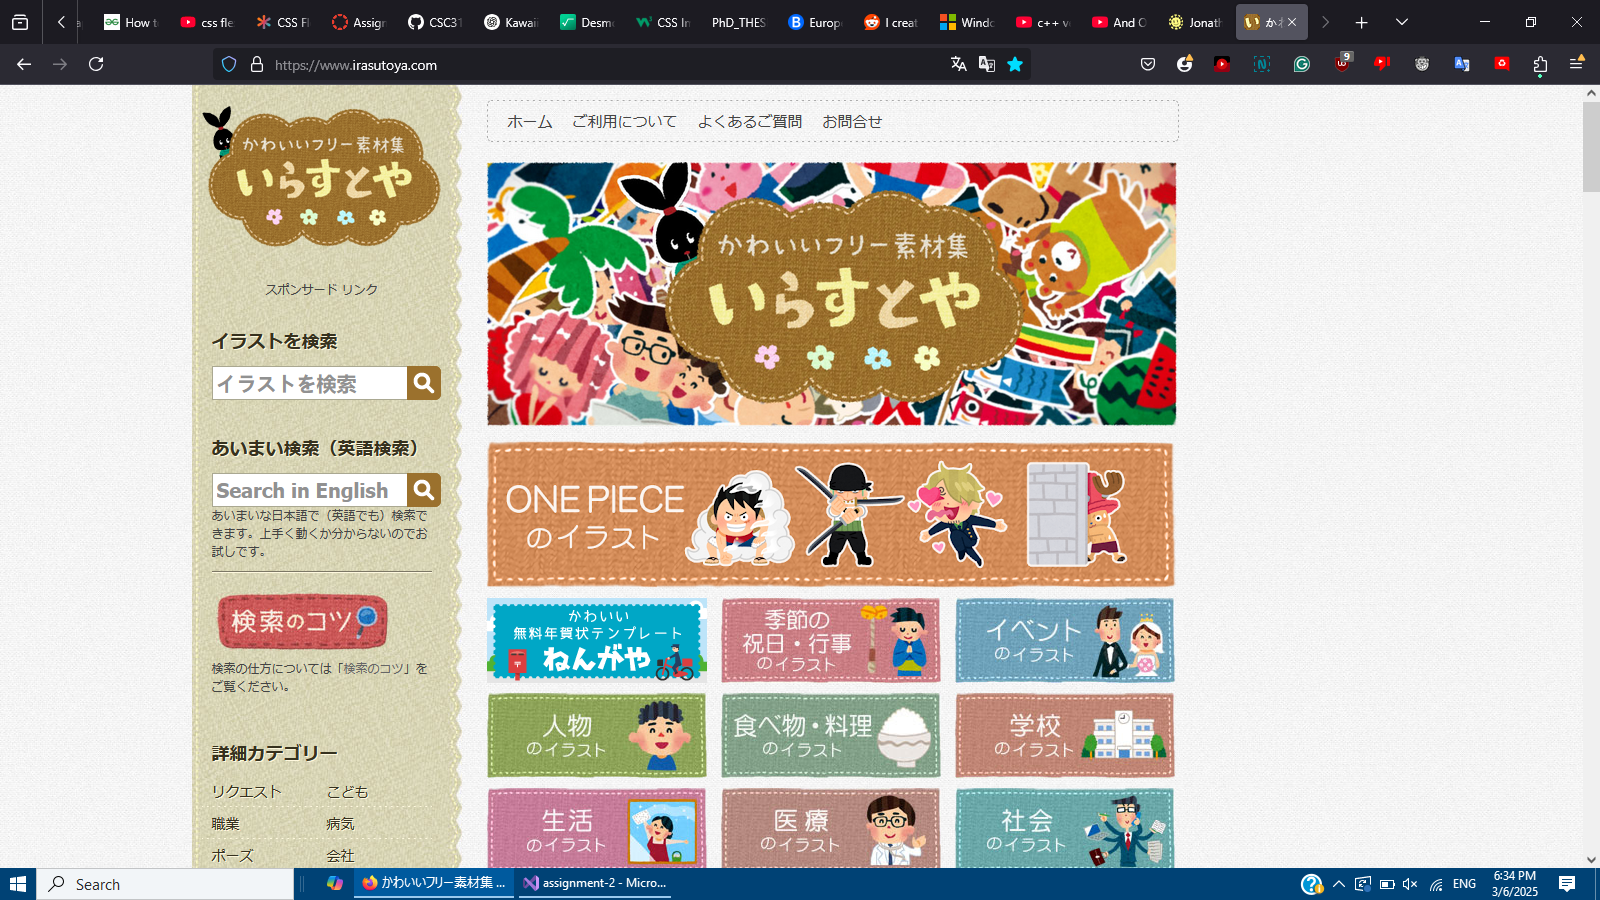 How t
css fle
CSS Fl
Assign
CSC31
Kawaii
Desm
CSS In
PhD_THES
Europ
I creat
Windo
c++ v
And O
Jonath
かわ
https://www.irasutoya.com
9
かわいいフリー素材集
いらすとや
スポンサード リンク
イラストを検索
イラストを検索
あいまい検索（英語検索）
Search in English
あいまいな日本語で（英語でも）検索で
きます。上手く動くか分からないのでお
試しです。
検索のコツ
検索の仕方については「検索のコツ」を
ご覧ください。
詳細カテゴリー
リクエスト こども
職業 病気
ポーズ 会社
ホーム ご利用について よくあるご質問 お問合せ
かわいいフリー素材集
いらすとや
ONE PIECE
のイラスト
かわいい
無料年賀状テンプレート
ねんがや
季節の
祝日・行事
のイラスト
イベント
のイラスト
人物
のイラスト
食べ物・料理
のイラスト
学校
のイラスト
生活
のイラスト
医療
のイラスト
社会
のイラスト
Search
かわいいフリー素材集 ...
assignment-2 - Micro...
ENG
6:34 PM
3/6/2025